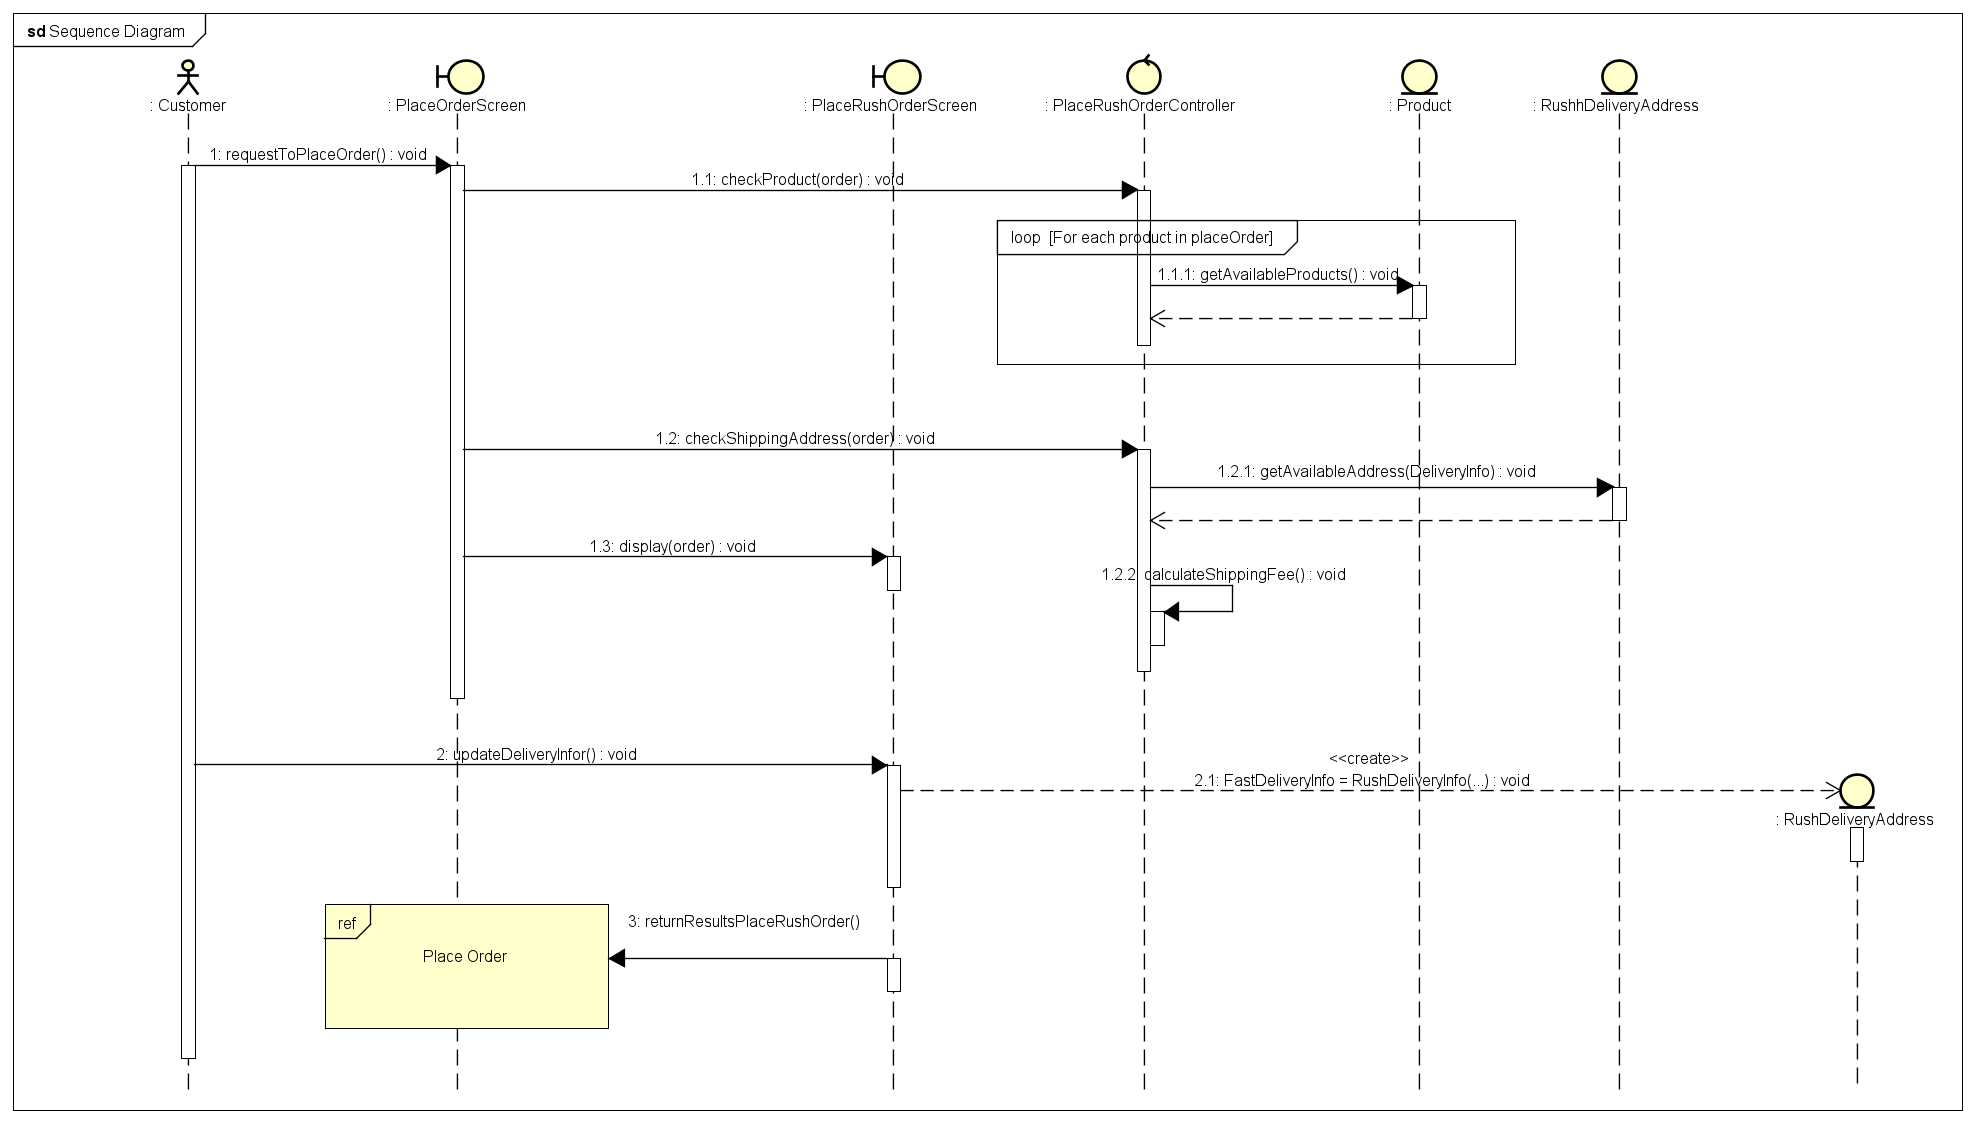 sd Sequence Diagram
: Customer
: PlaceOrderScreen
: PlaceRushOrderScreen
: PlaceRushOrderController
: Product
: RushhDeliveryAddress
1: requestToPlaceOrder() : void
1.1: checkProduct(order) : void
loop [For each product in placeOrder]
1.1.1: getAvailableProducts() : void
1.2: checkShippingAddress(order) : void
1.2.1: getAvailableAddress(DeliveryInfo) : void
1.3: display(order) : void
1.2.2: calculateShippingFee() : void
2: updateDeliveryInfor() : void
<<create>>
2.1: FastDeliveryInfo = RushDeliveryInfo(...) : void
: RushDeliveryAddress
ref
3: returnResultsPlaceRushOrder()
Place Order